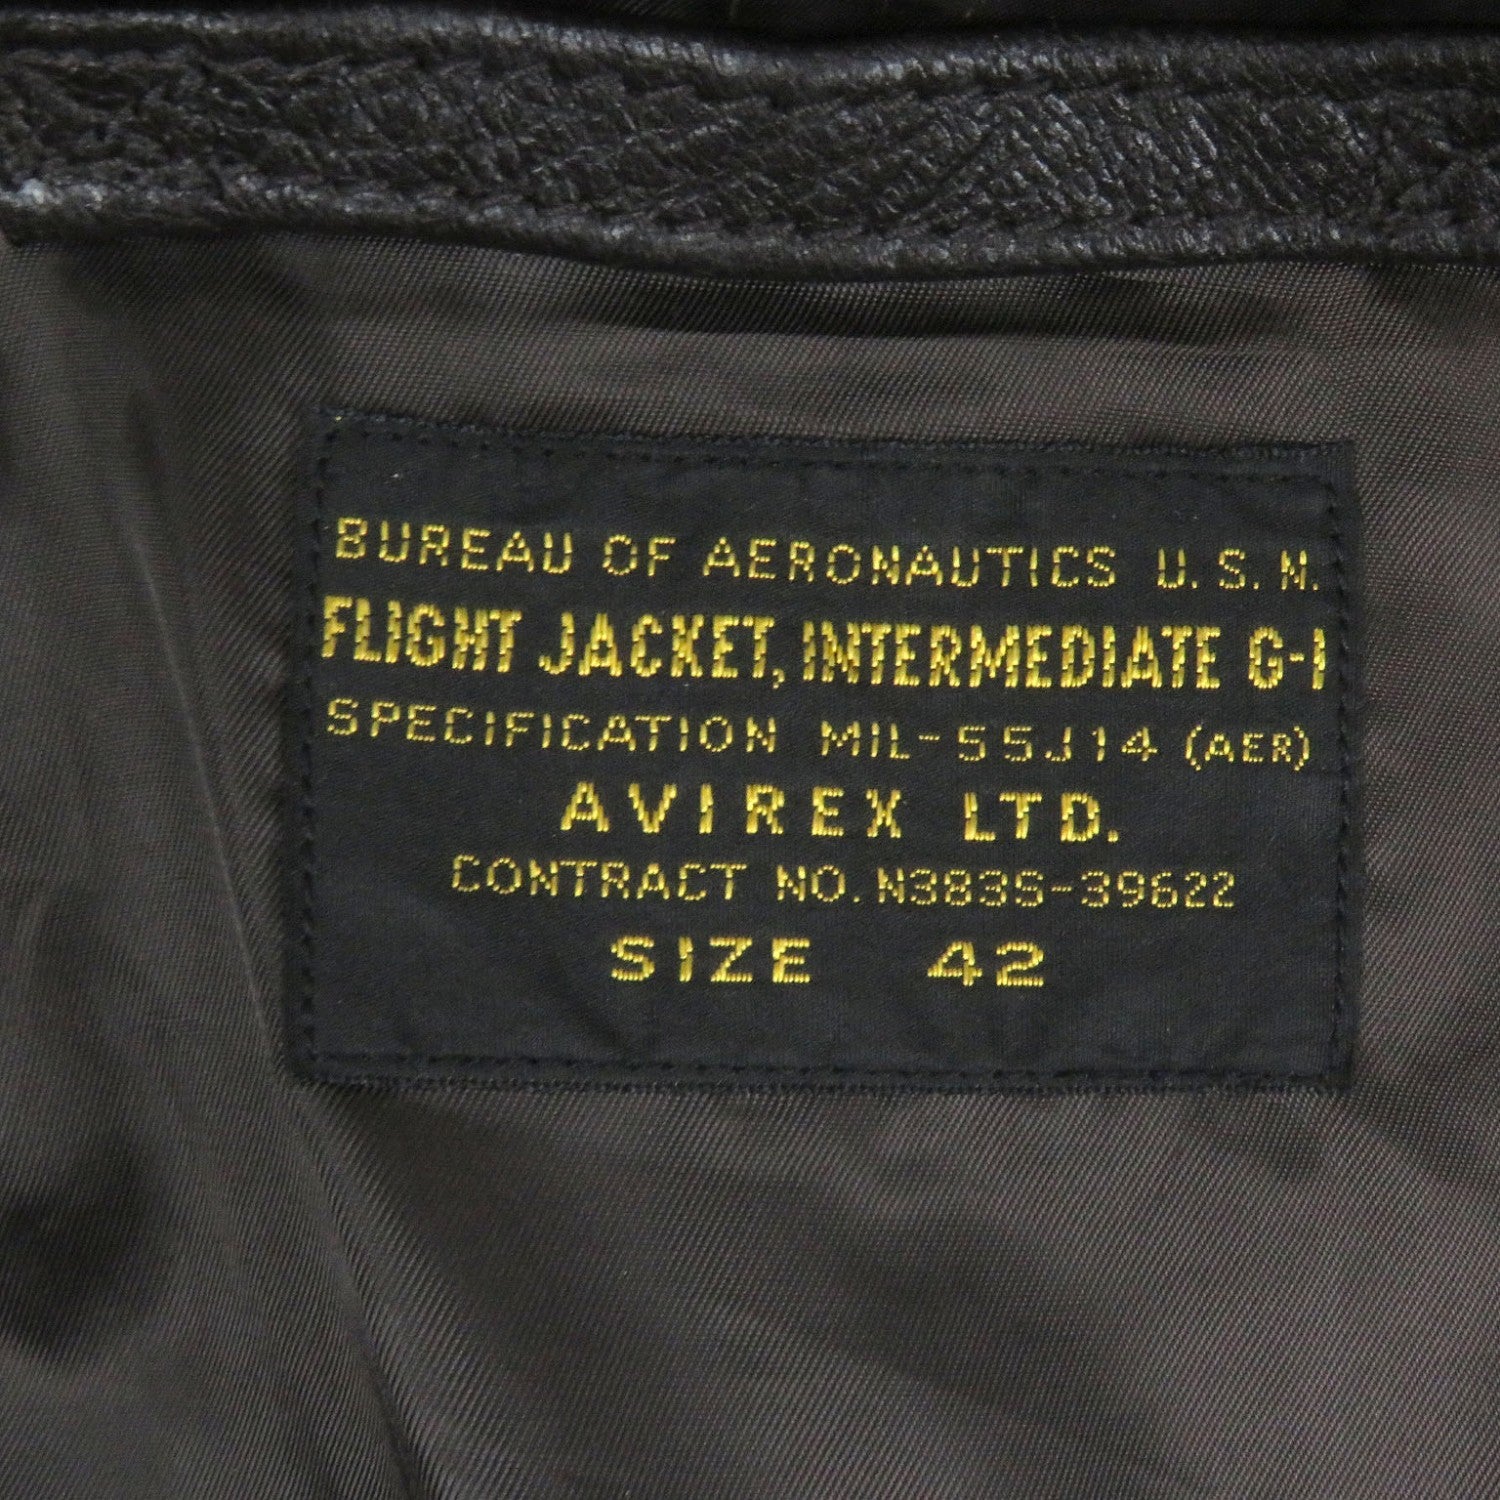 BUREAU OF AERONAUTICS U.S.N.
FLIGHT JACKET, INTERMEDIATE G-1
SPECIFICATION MIL-55J14 (AER)
AVIREX LTD.
CONTRACT NO. N383S-39622
SIZE 42